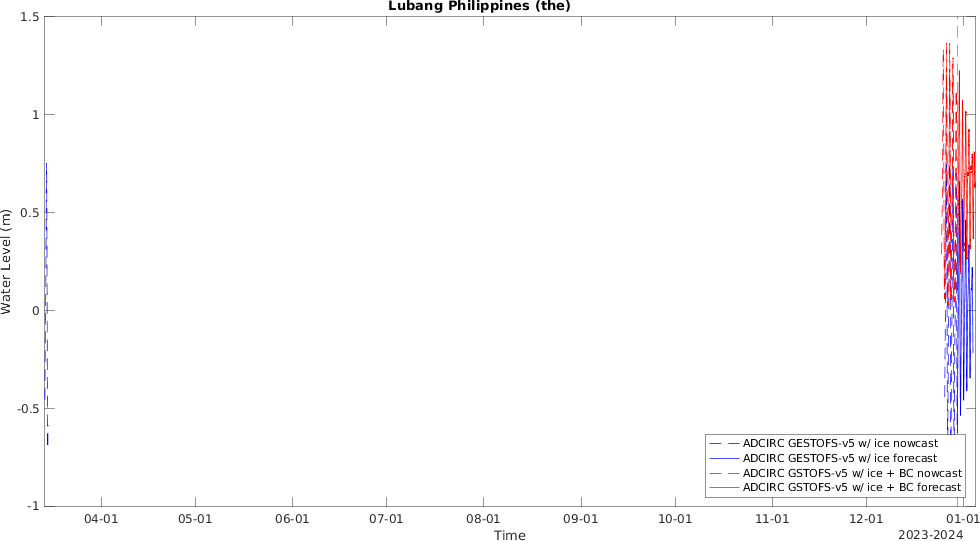 Lubang Philippines (the)
1.5
1
0.5
0
-0.5
-1
Water Level (m)
ADCIRC GESTOFS-v5 w/ ice nowcast
ADCIRC GESTOFS-v5 w/ ice forecast
ADCIRC GSTOFS-v5 w/ ice + BC nowcast
ADCIRC GSTOFS-v5 w/ ice + BC forecast
04-01 05-01 06-01 07-01 08-01 09-01 10-01 11-01 12-01 01-01
Time
2023-2024